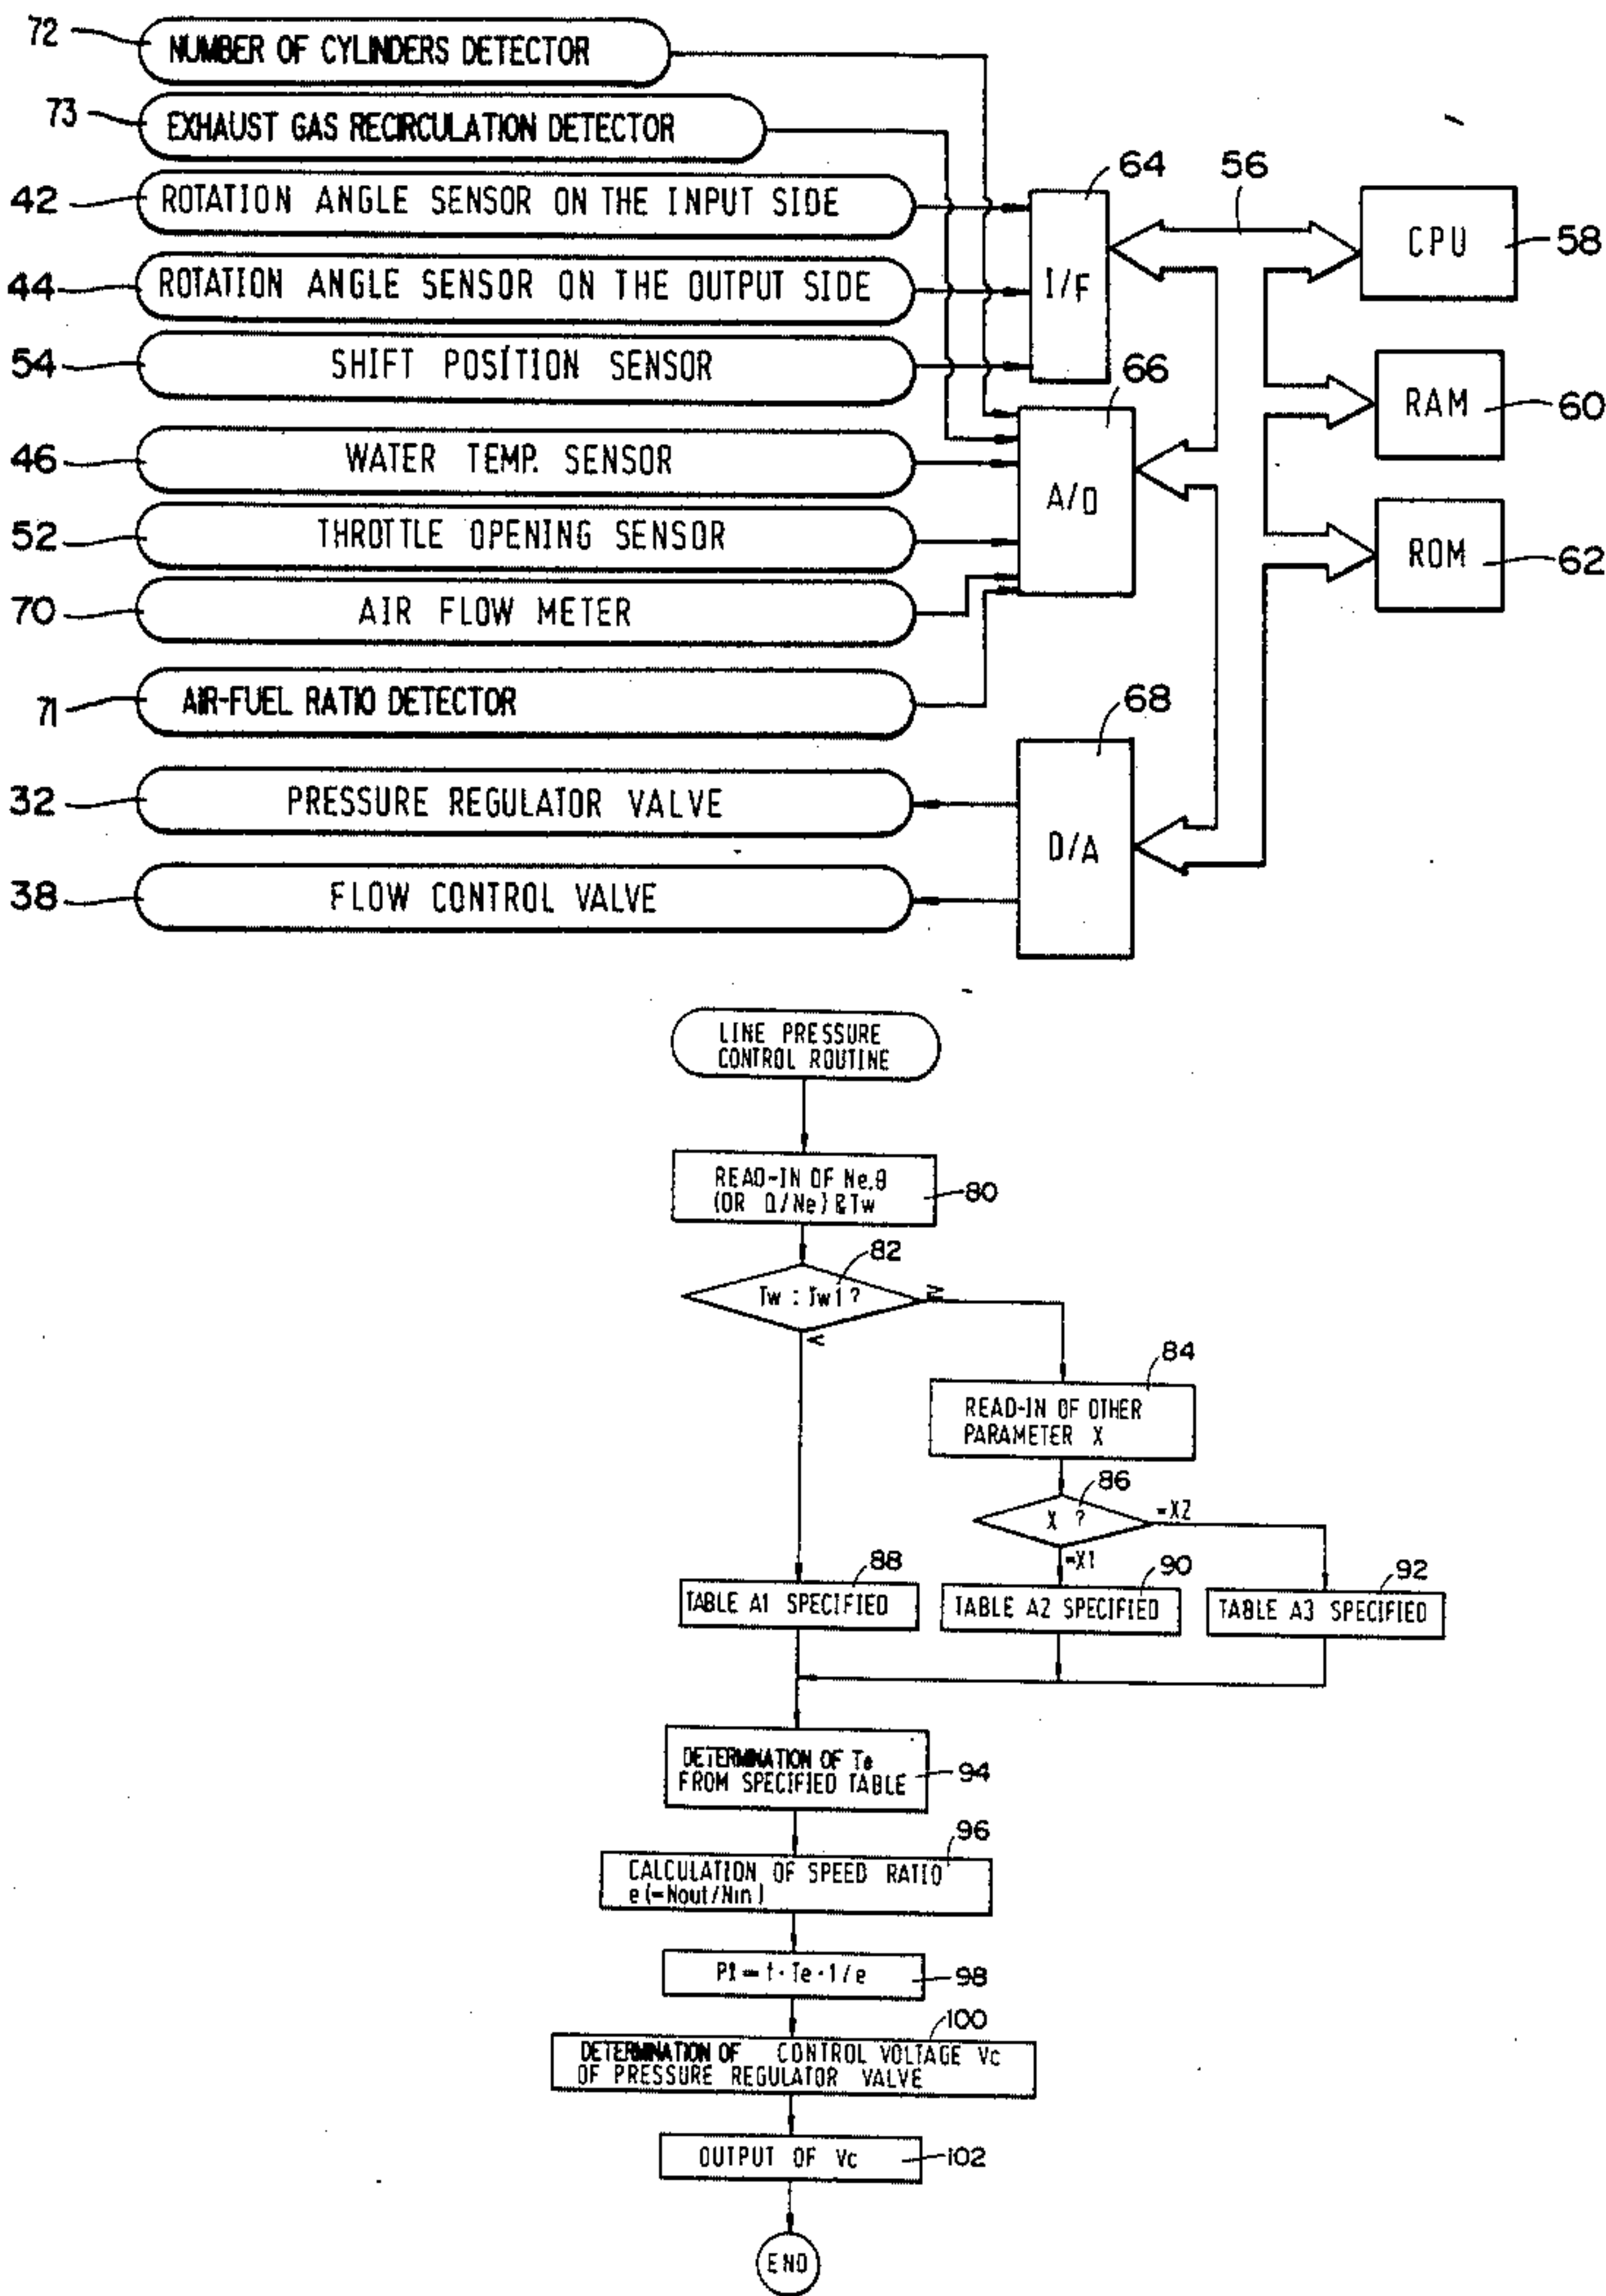 72 NUMBER OF CYLINDERS DETECTOR
73 EXHAUST GAS RECIRCULATION DETECTOR
42 ROTATION ANGLE SENSOR ON THE INPUT SIDE
44 ROTATION ANGLE SENSOR ON THE OUTPUT SIDE
54 SHIFT POSITION SENSOR
46 WATER TEMP. SENSOR
52 THROTTLE OPENING SENSOR
70 AIR FLOW METER
71 AIR-FUEL RATIO DETECTOR
32 PRESSURE REGULATOR VALVE
38 FLOW CONTROL VALVE
64
I/F
66
A/D
68
D/A
56
CPU 58
RAM 60
ROM 62
LINE PRESSURE
CONTROL ROUTINE
READ-IN OF Ne,θ
(OR Q/Ne) & Tw
80
82
Tw : Tw1 ?
≥
<
84
READ-IN OF OTHER
PARAMETER X
86
X ?
=X2
=X1
88
TABLE A1 SPECIFIED
90
TABLE A2 SPECIFIED
92
TABLE A3 SPECIFIED
DETERMINATION OF Te
FROM SPECIFIED TABLE
94
96
CALCULATION OF SPEED RATIO
e (=Nout/Nin)
Pl = f · Te · 1/e
98
100
DETERMINATION OF CONTROL VOLTAGE Vc
OF PRESSURE REGULATOR VALVE
OUTPUT OF Vc
102
END